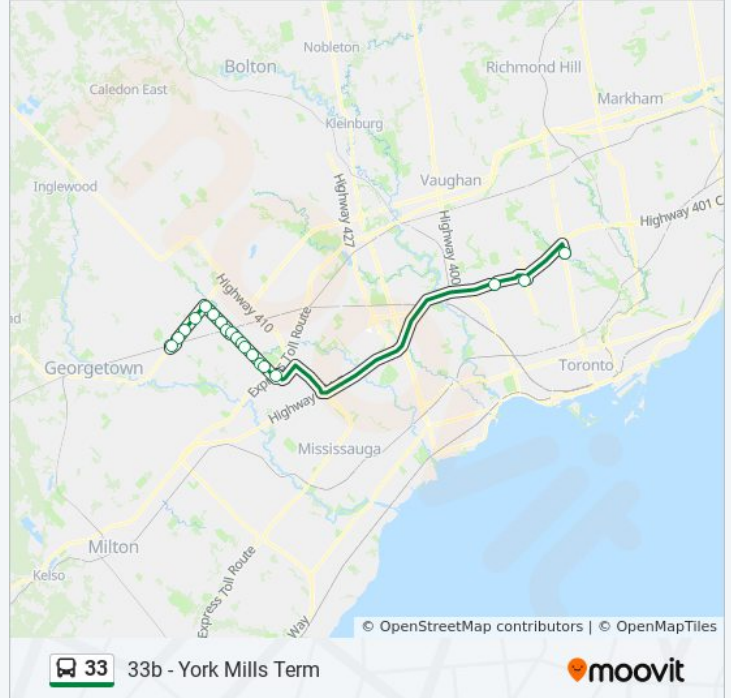 Nobleton
Bolton
Richmond Hill
Caledon East
Markham
Kleinburg
Inglewood
Vaughan
Highway 427
Highway 400
Highway 401 C
Highway 410
ad
Georgetown
Express Toll Route
Toronto
Highway
Mississauga
Milton
Kelso
Express Toll Route
Way
© OpenStreetMap contributors | © OpenMapTiles
33 33b - York Mills Term moovit